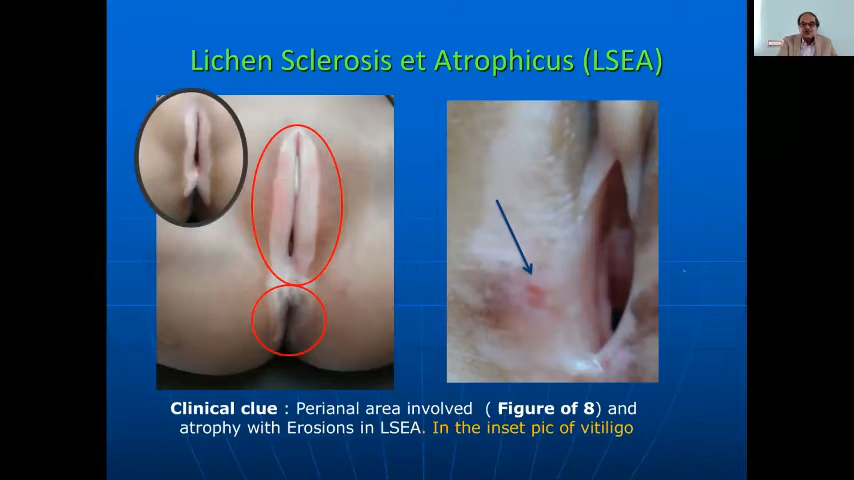 Lichen Sclerosis et Atrophicus (LSEA)
Clinical clue : Perianal area involved ( Figure of 8) and
atrophy with Erosions in LSEA. In the inset pic of vitiligo